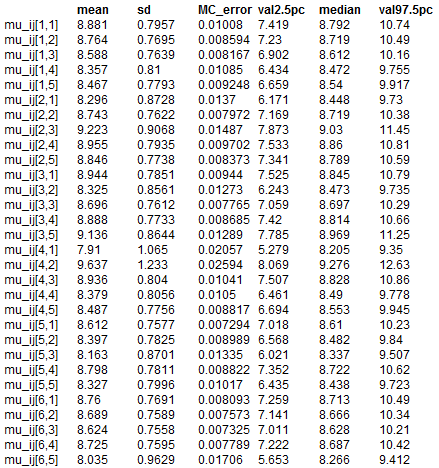 mean sd MC_error val2.5pc median val97.5pc
mu_ij[1,1] 8.881 0.7957 0.01008 7.419 8.792 10.74
mu_ij[1,2] 8.764 0.7695 0.008594 7.23 8.719 10.49
mu_ij[1,3] 8.588 0.7639 0.008167 6.902 8.612 10.16
mu_ij[1,4] 8.357 0.81 0.01085 6.434 8.472 9.755
mu_ij[1,5] 8.467 0.7793 0.009248 6.659 8.54 9.917
mu_ij[2,1] 8.296 0.8728 0.0137 6.171 8.448 9.73
mu_ij[2,2] 8.743 0.7622 0.007972 7.169 8.719 10.38
mu_ij[2,3] 9.223 0.9068 0.01487 7.873 9.03 11.45
mu_ij[2,4] 8.955 0.7935 0.009702 7.533 8.86 10.81
mu_ij[2,5] 8.846 0.7738 0.008373 7.341 8.789 10.59
mu_ij[3,1] 8.944 0.7851 0.00944 7.525 8.845 10.79
mu_ij[3,2] 8.325 0.8561 0.01273 6.243 8.473 9.735
mu_ij[3,3] 8.696 0.7612 0.007765 7.059 8.697 10.29
mu_ij[3,4] 8.888 0.7733 0.008685 7.42 8.814 10.66
mu_ij[3,5] 9.136 0.8644 0.01289 7.785 8.969 11.25
mu_ij[4,1] 7.91 1.065 0.02057 5.279 8.205 9.35
mu_ij[4,2] 9.637 1.233 0.02594 8.069 9.276 12.63
mu_ij[4,3] 8.936 0.804 0.01041 7.507 8.828 10.86
mu_ij[4,4] 8.379 0.8056 0.0105 6.461 8.49 9.778
mu_ij[4,5] 8.487 0.7756 0.008817 6.694 8.553 9.945
mu_ij[5,1] 8.612 0.7577 0.007294 7.018 8.61 10.23
mu_ij[5,2] 8.397 0.7825 0.008989 6.568 8.482 9.84
mu_ij[5,3] 8.163 0.8701 0.01335 6.021 8.337 9.507
mu_ij[5,4] 8.798 0.7811 0.008822 7.352 8.722 10.62
mu_ij[5,5] 8.327 0.7996 0.01017 6.435 8.438 9.723
mu_ij[6,1] 8.76 0.7691 0.008093 7.259 8.713 10.49
mu_ij[6,2] 8.689 0.7589 0.007573 7.141 8.666 10.34
mu_ij[6,3] 8.624 0.7558 0.007325 7.011 8.628 10.21
mu_ij[6,4] 8.725 0.7595 0.007789 7.222 8.687 10.42
mu_ij[6,5] 8.035 0.9629 0.01706 5.653 8.266 9.412